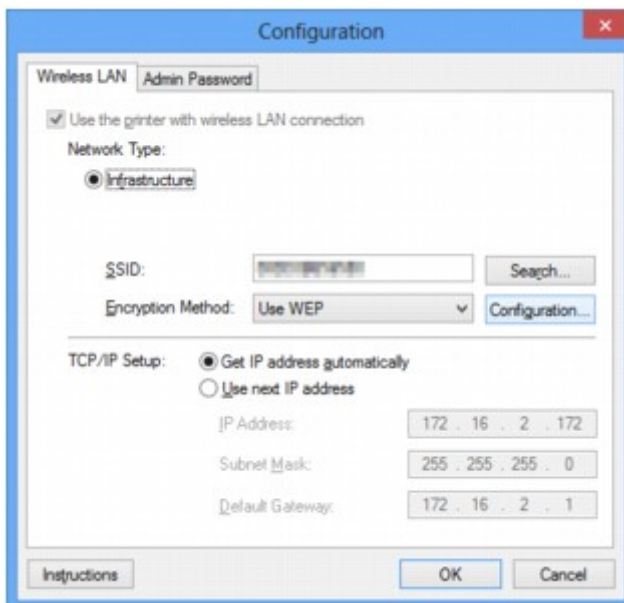 Configuration
Wireless LAN Admin Password
Use the printer with wireless LAN connection
Network Type:
Infrastructure
SSID: Search...
Encryption Method: Use WEP Configuration...
TCP/IP Setup: Get IP address automatically
Use next IP address
IP Address: 172 . 16 . 2 . 172
Subnet Mask: 255 . 255 . 255 . 0
Default Gateway: 172 . 16 . 2 . 1
Instructions OK Cancel